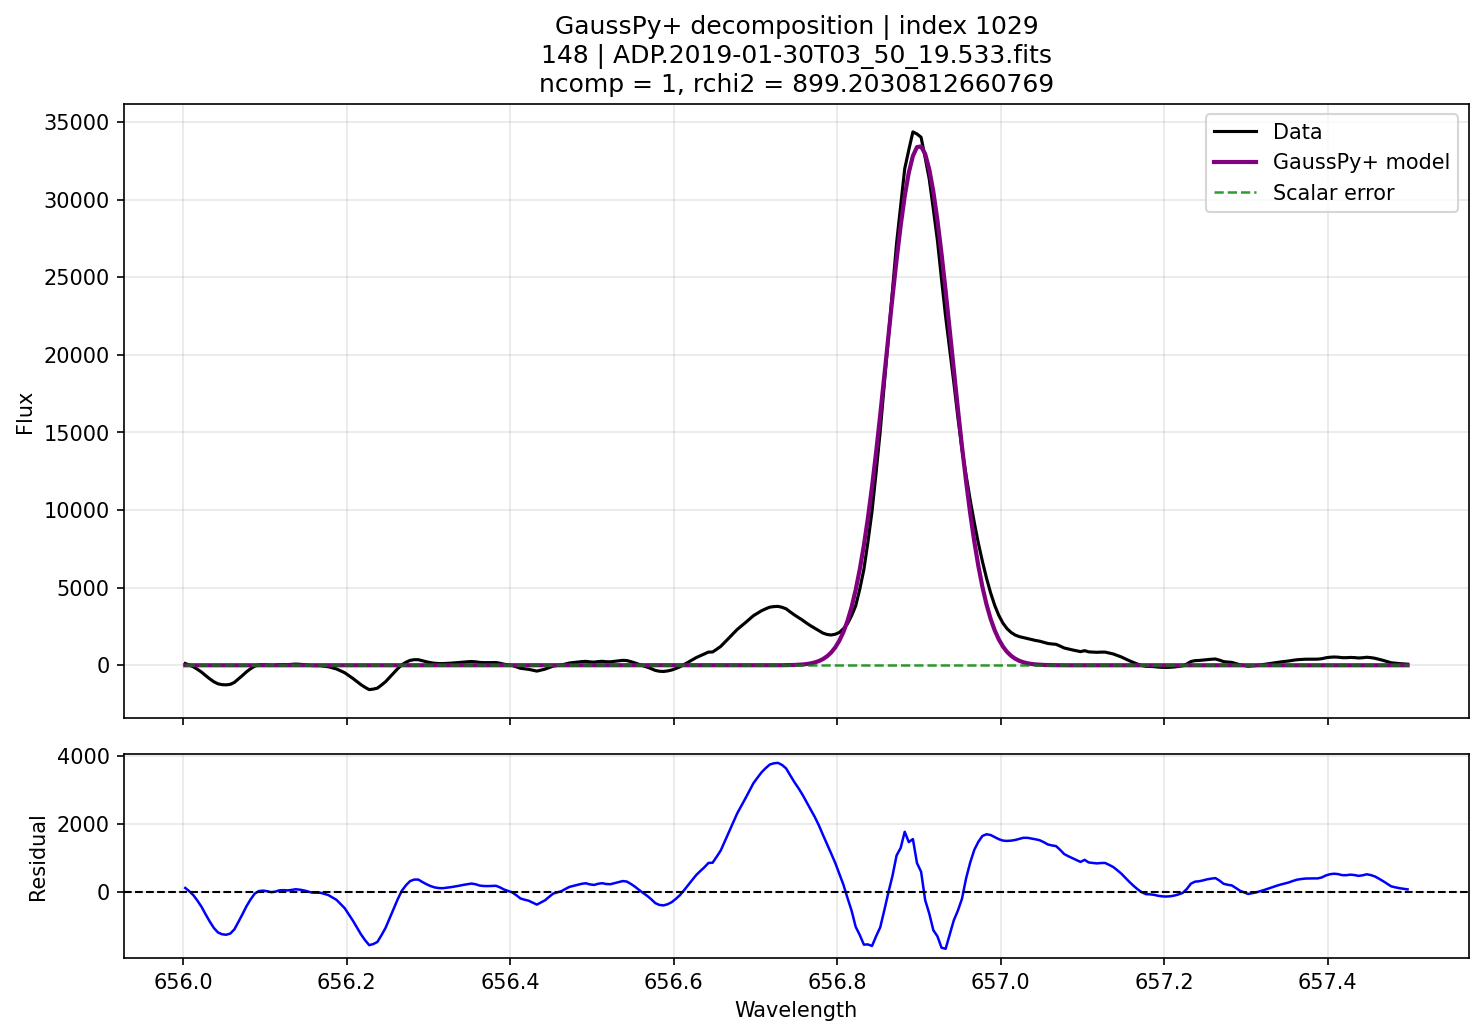 GaussPy+ decomposition | index 1029
148 | ADP.2019-01-30T03_50_19.533.fits
ncomp = 1, rchi2 = 899.2030812660769
Data
GaussPy+ model
Scalar error
Flux
35000
30000
25000
20000
15000
10000
5000
0
Residual
4000
2000
0
656.0 656.2 656.4 656.6 656.8 657.0 657.2 657.4
Wavelength